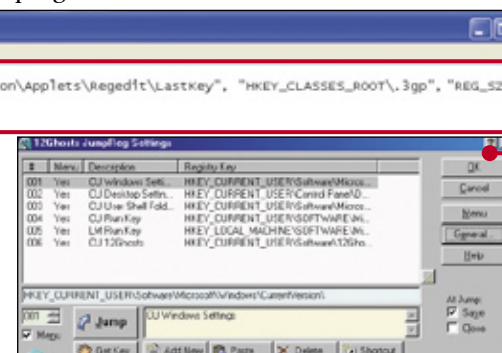 on\Applets\Regedit\LastKey", "HKEY_CLASSES_ROOT\.3gp", "REG_SZ
12Ghosts JumpReg Settings
# Menu Description Registry Key
001 Yes CU Windows Setti... HKEY_CURRENT_USER\Software\Micros...
002 Yes CU Desktop Settin... HKEY_CURRENT_USER\Control Panel\D...
003 Yes CU User Shell Fold... HKEY_CURRENT_USER\Software\Micros...
004 Yes CU Run Key HKEY_CURRENT_USER\SOFTWARE\Mi...
005 Yes LM Run Key HKEY_LOCAL_MACHINE\SOFTWARE\Mi...
006 Yes CU 12Ghosts HKEY_CURRENT_USER\Software\12Gho...
OK
Cancel
Menu
General...
Help
HKEY_CURRENT_USER\Software\Microsoft\Windows\CurrentVersion\
001 Jump CU Windows Settings
Menu
At Jump:
Save
Close
Get Key Add New Paste Delete Shortcut